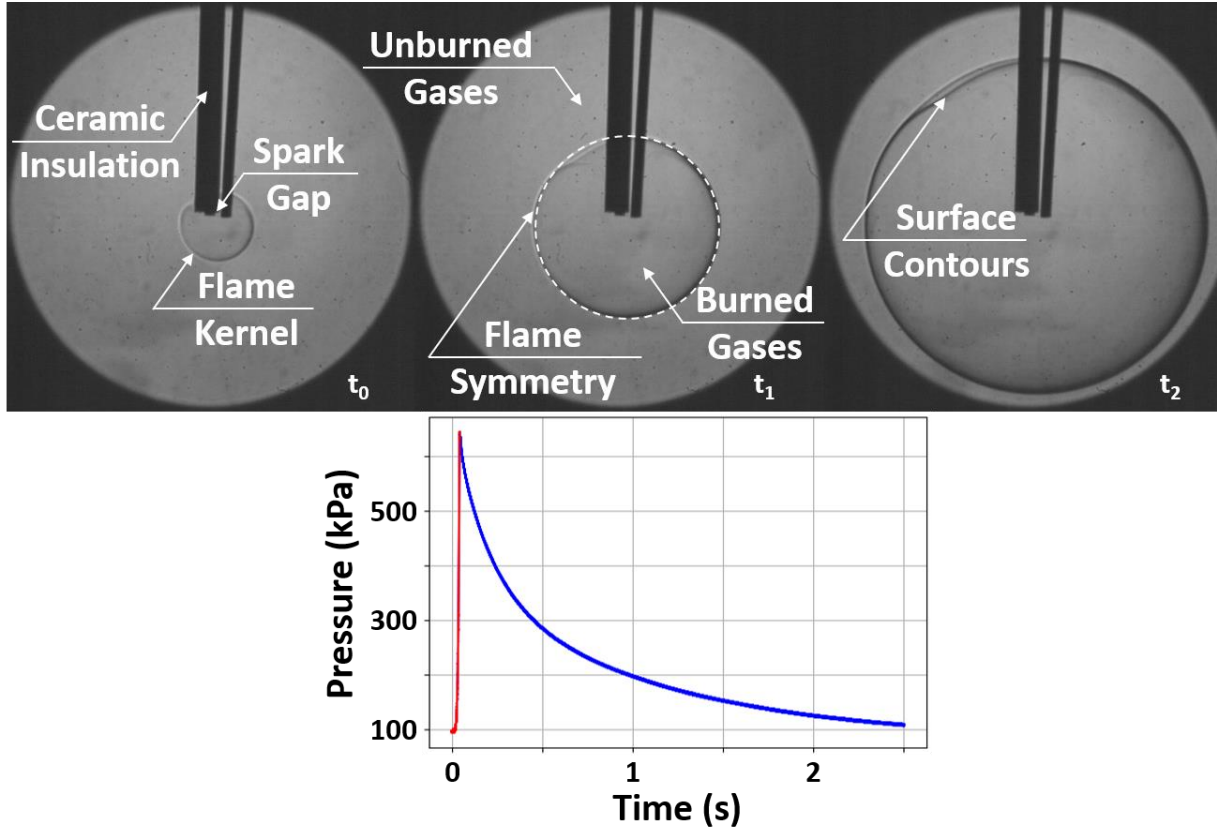 Ceramic
Insulation
Spark
Gap
Flame
Kernel
t₀
Unburned
Gases
Burned
Gases
Flame
Symmetry
t₁
Surface
Contours
t₂
Pressure (kPa)
500
300
100
0
1
2
Time (s)